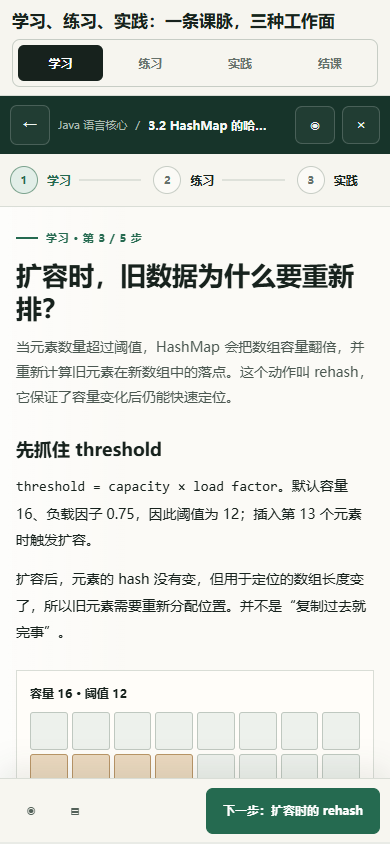 学习、练习、实践：一条课脉，三种工作面
学习 练习 实践 结课
← Java 语言核心 / 3.2 HashMap 的哈... ◉ ×
1 学习 2 练习 3 实践
学习 • 第 3 / 5 步
扩容时，旧数据为什么要重新
排？
当元素数量超过阈值，HashMap 会把数组容量翻倍，并
重新计算旧元素在新数组中的落点。这个动作叫 rehash，
它保证了容量变化后仍能快速定位。
先抓住 threshold
threshold = capacity × load factor。默认容量
16、负载因子 0.75，因此阈值为 12；插入第 13 个元素
时触发扩容。
扩容后，元素的 hash 没有变，但用于定位的数组长度变
了，所以旧元素需要重新分配位置。并不是“复制过去就
完事”。
容量 16 • 阈值 12
下一步：扩容时的 rehash